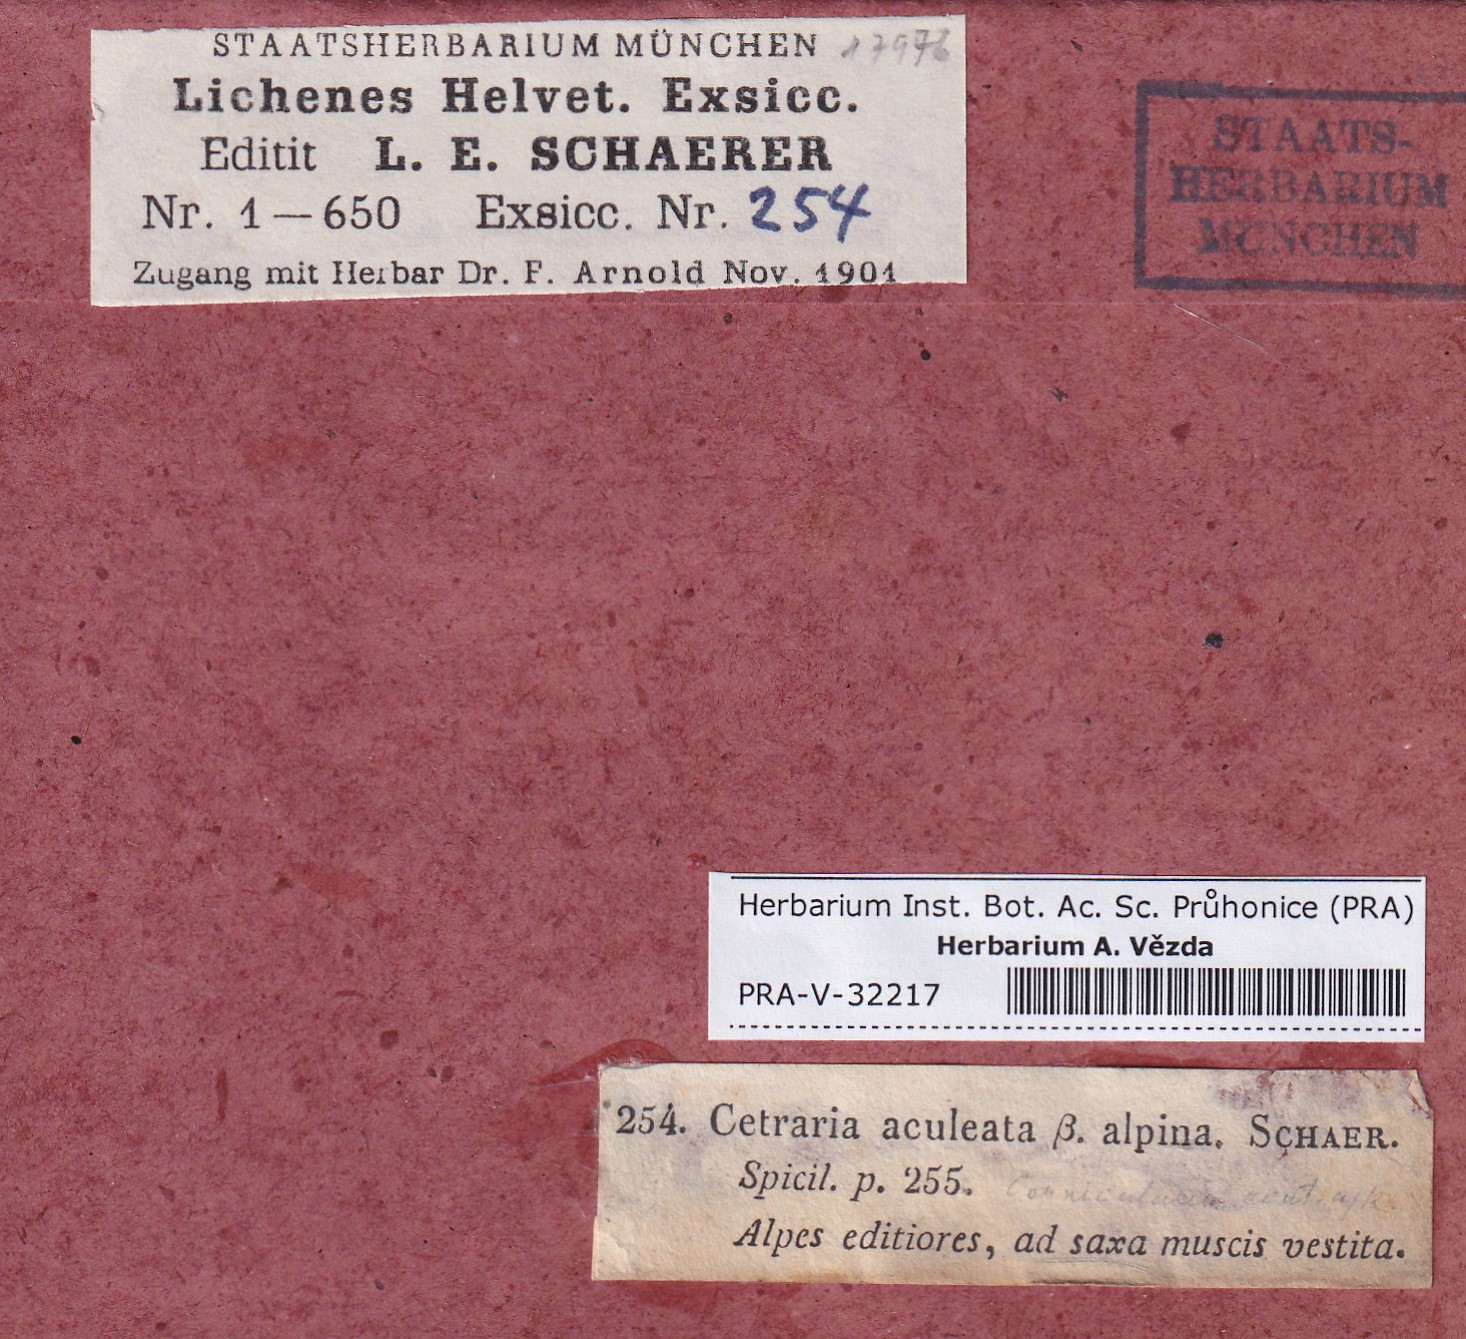 STAATSHERBARIUM MÜNCHEN
Lichenes Helvet. Exsicc.
Editit L. E. SCHAERER
Nr. 1 — 650 Exsicc. Nr. 254
Zugang mit Herbar Dr. F. Arnold Nov. 1901
STAATS-
HERBARIUM
MÜNCHEN
Herbarium Inst. Bot. Ac. Sc. Průhonice (PRA)
Herbarium A. Vězda
PRA-V-32217
254. Cetraria aculeata β. alpina. SCHAER.
Spicil. p. 255.
Alpes editiores, ad saxa muscis vestita.